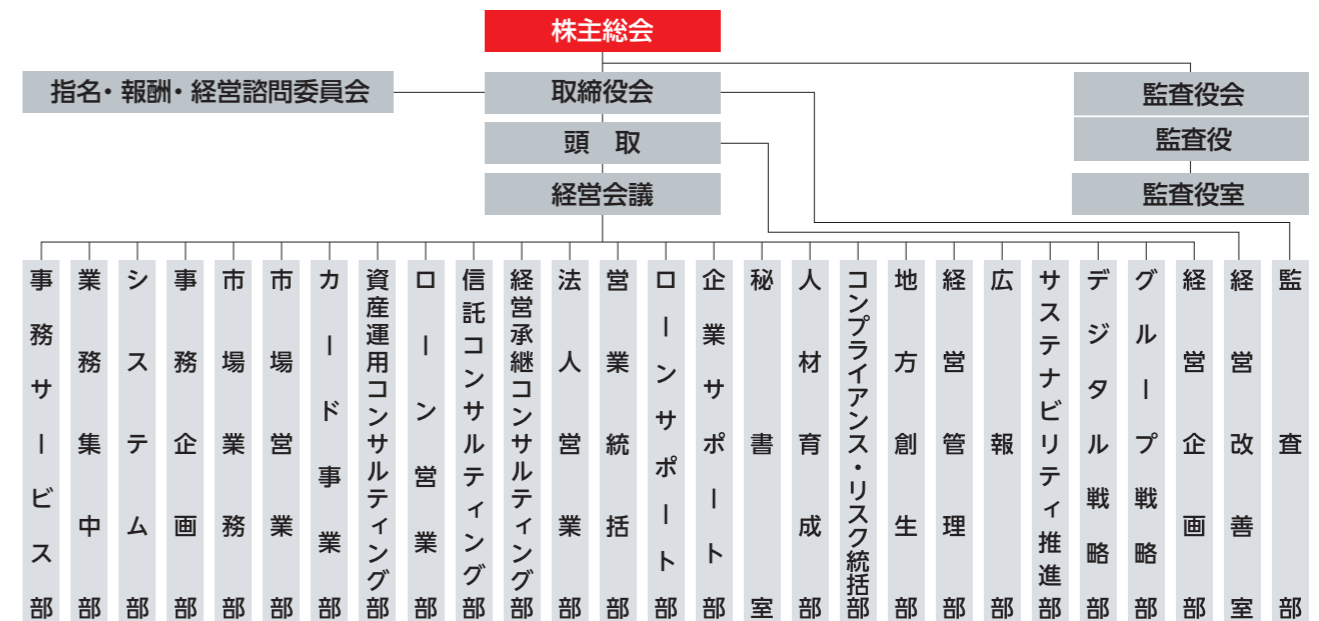 株主総会
指名・報酬・経営諮問委員会
取締役会
監査役会
頭 取
監査役
経営会議
監査役室
事務サービス部
業務集中部
システム部
事務企画部
市場業務部
市場営業部
カード事業部
資産運用コンサルティング部
ローン営業部
信託コンサルティング部
経営承継コンサルティング部
法人営業部
営業統括部
ローンサポート部
企業サポート部
秘書室
人材育成部
コンプライアンス・リスク統括部
地方創生部
経営管理部
広報部
サステナビリティ推進部
デジタル戦略部
グループ戦略部
経営企画部
経営改善室
監査部